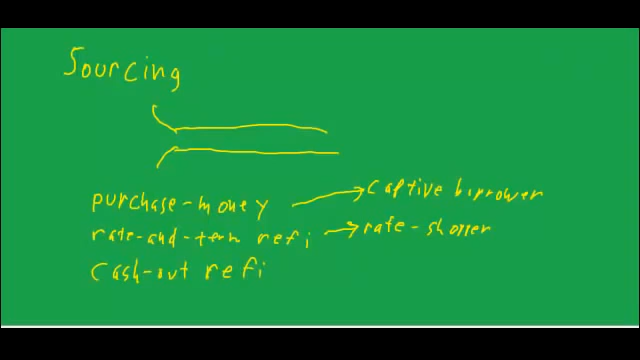 Sourcing
purchase-money → captive borrower
rate-and-term refi → rate-shopper
cash-out refi